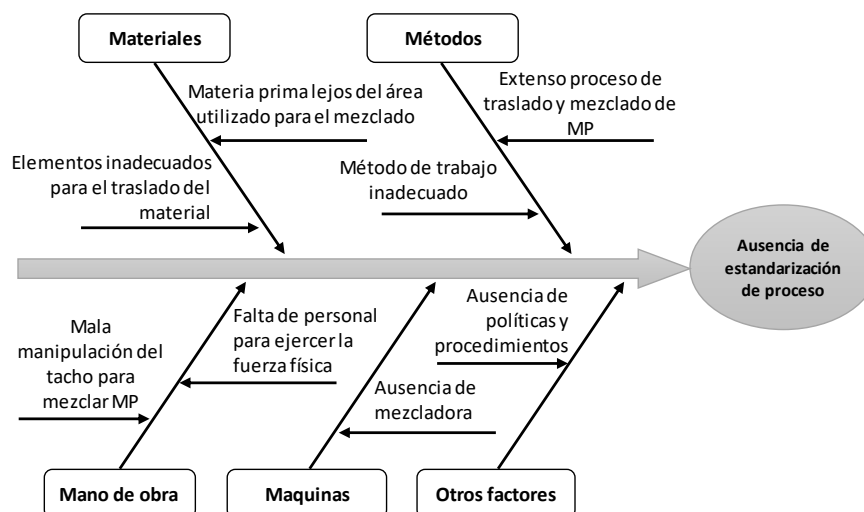 Materiales
Métodos
Materia prima lejos del área
utilizado para el mezclado
Extenso proceso de
traslado y mezclado de
MP
Elementos inadecuados
para el traslado del
material
Método de trabajo
inadecuado
Ausencia de
estandarización
de proceso
Mala
manipulación del
tacho para
mezclar MP
Falta de personal
para ejercer la
fuerza física
Ausencia de
políticas y
procedimientos
Ausencia de
mezcladora
Mano de obra
Maquinas
Otros factores